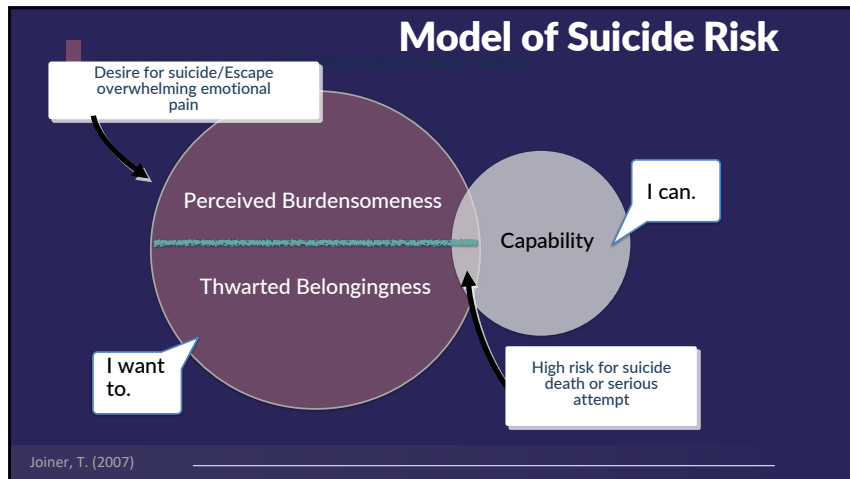 Model of Suicide Risk
Desire for suicide/Escape
overwhelming emotional
pain
Perceived Burdensomeness
I can.
Capability
Thwarted Belongingness
I want
to.
High risk for suicide
death or serious
attempt
Joiner, T. (2007)